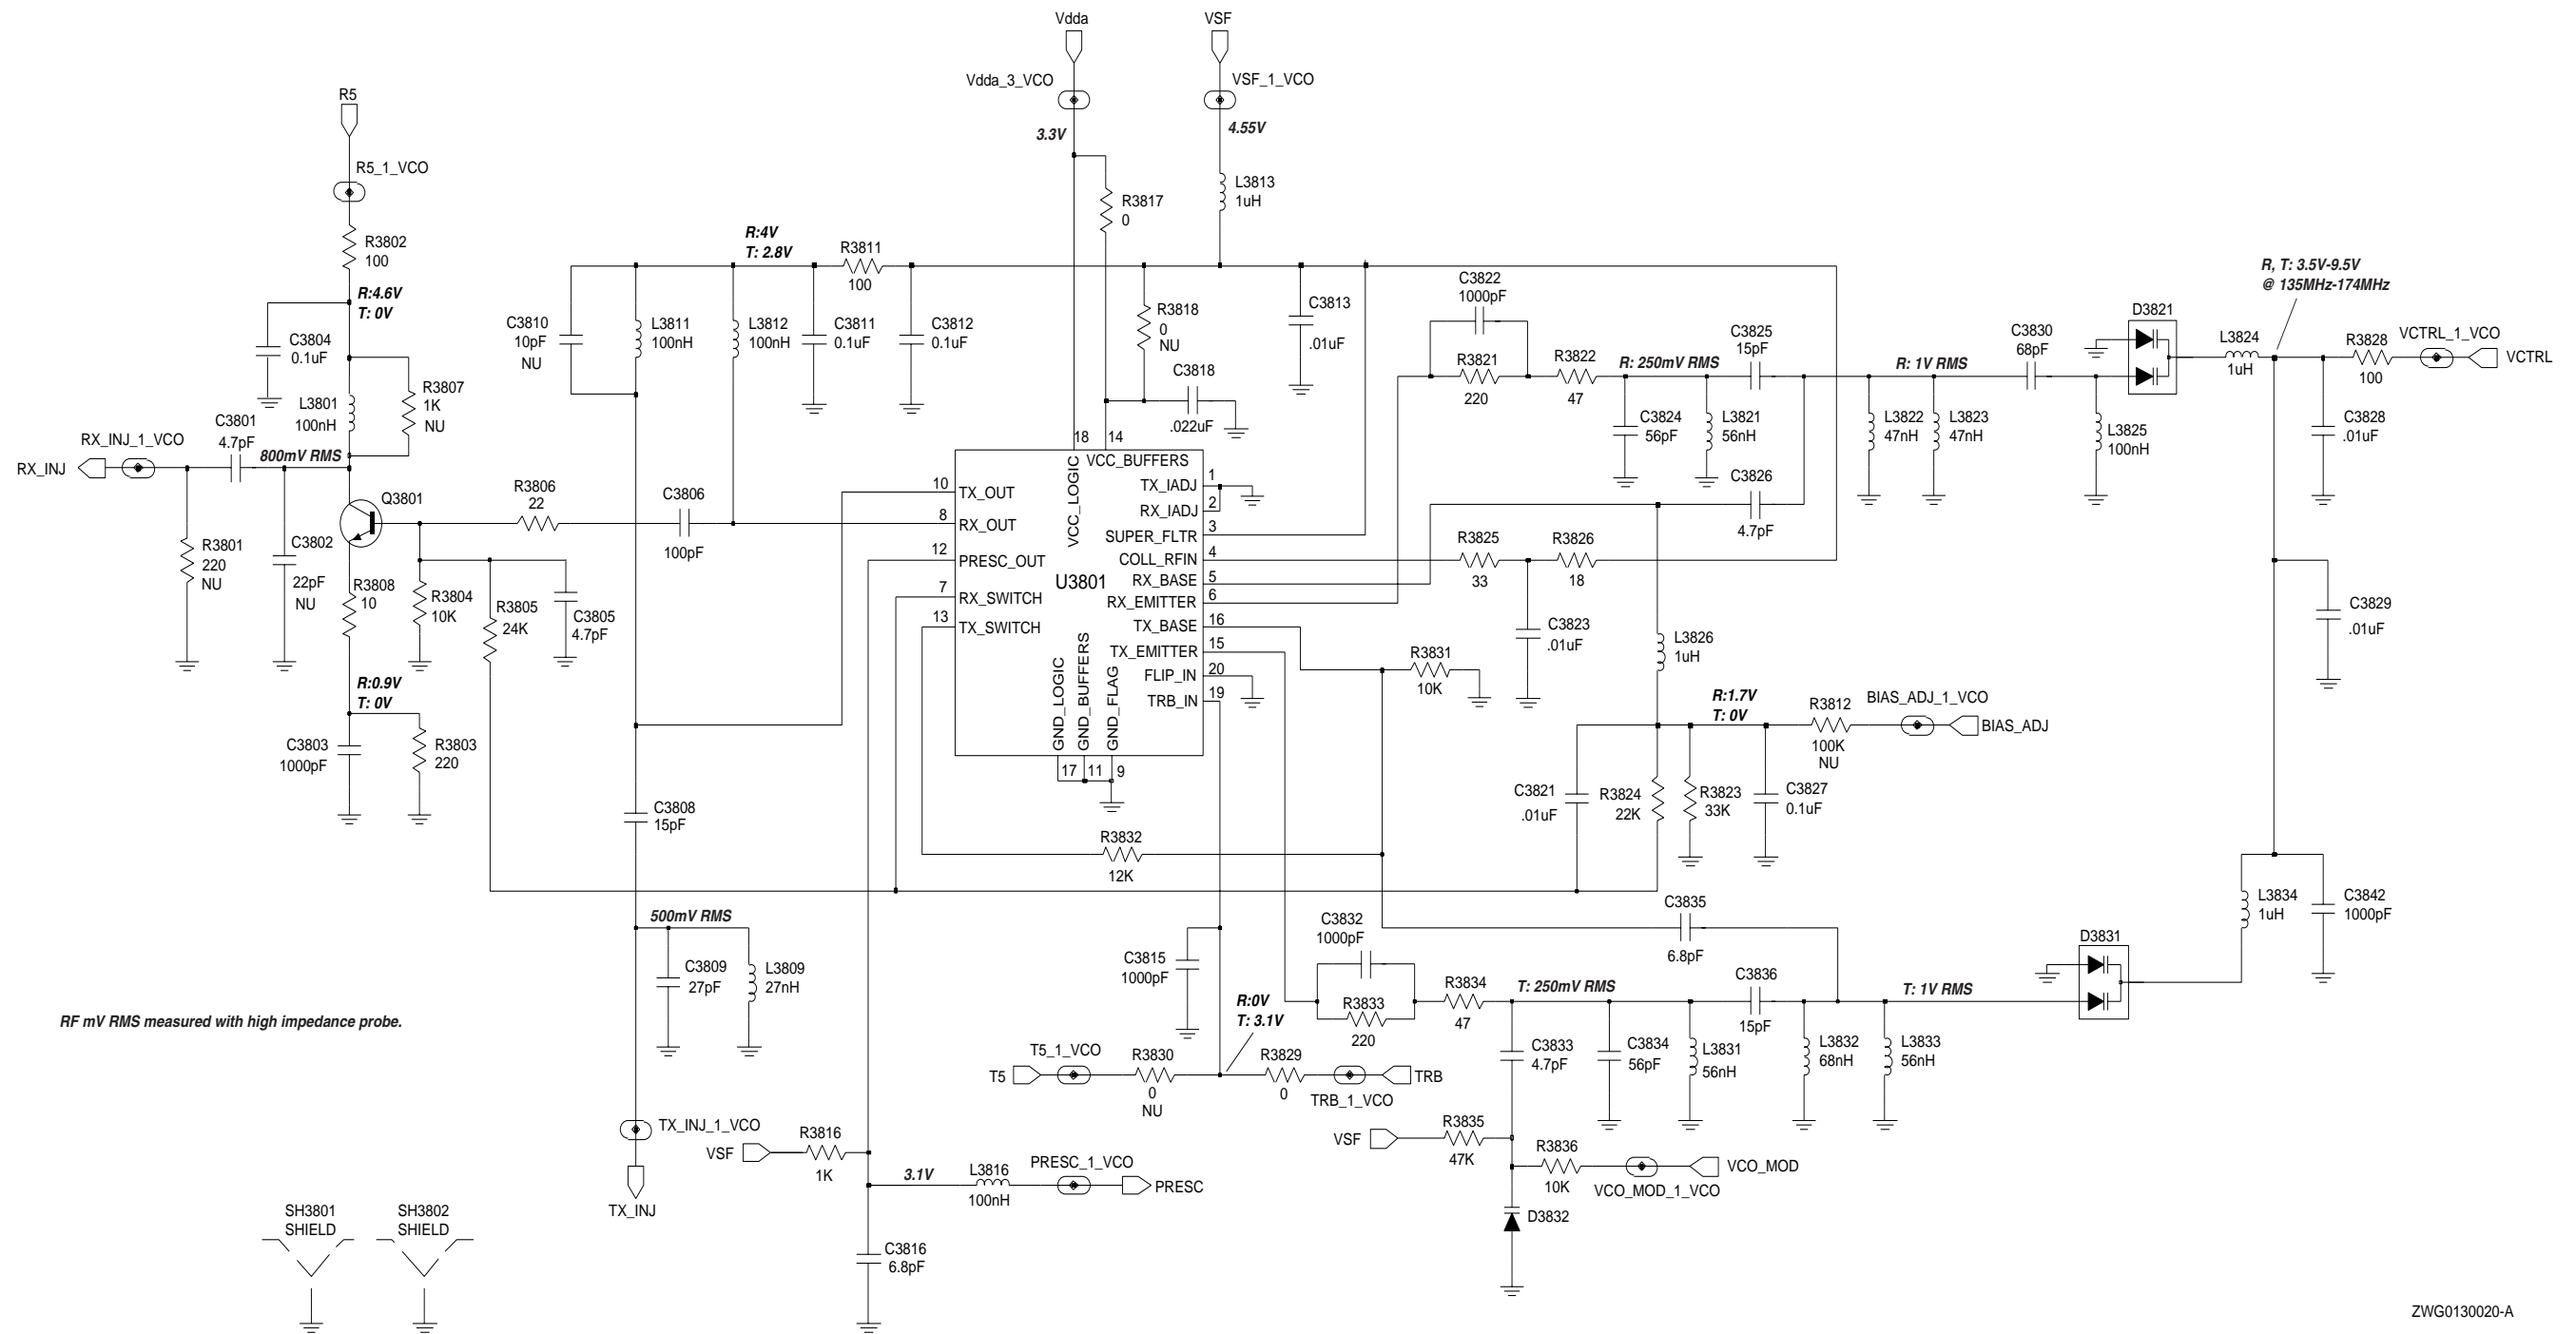 Vdda
VSF
Vdda_3_VCO
VSF_1_VCO
3.3V
4.55V
R5
R5_1_VCO
R3802
100
R:4.6V
T: 0V
C3804
0.1uF
L3801
100nH
R3807
1K
NU
RX_INJ_1_VCO
C3801
4.7pF
800mV RMS
RX_INJ
Q3801
R3801
220
NU
C3802
22pF
NU
R3808
10
R3804
10K
R3805
24K
C3805
4.7pF
R3806
22
C3806
100pF
R:0.9V
T: 0V
C3803
1000pF
R3803
220
R:4V
T: 2.8V
R3811
100
C3810
10pF
NU
L3811
100nH
L3812
100nH
C3811
0.1uF
C3812
0.1uF
R3817
0
L3813
1uH
R3818
0
NU
C3818
.022uF
C3813
.01uF
18
14
VCC_LOGIC
VCC_BUFFERS
10
TX_OUT
8
RX_OUT
12
PRESC_OUT
7
RX_SWITCH
13
TX_SWITCH
U3801
TX_IADJ
1
RX_IADJ
2
SUPER_FLTR
3
COLL_RFIN
4
RX_BASE
5
RX_EMITTER
6
TX_BASE
16
TX_EMITTER
15
FLIP_IN
20
TRB_IN
19
GND_LOGIC
GND_BUFFERS
GND_FLAG
17
11
9
C3822
1000pF
R3821
220
R3822
47
R: 250mV RMS
C3825
15pF
C3824
56pF
L3821
56nH
C3826
4.7pF
R: 1V RMS
L3822
47nH
L3823
47nH
C3830
68pF
D3821
L3825
100nH
L3824
1uH
R, T: 3.5V-9.5V
@ 135MHz-174MHz
R3828
100
VCTRL_1_VCO
VCTRL
C3828
.01uF
C3829
.01uF
R3825
33
R3826
18
C3823
.01uF
L3826
1uH
R3831
10K
R:1.7V
T: 0V
R3812
100K
NU
BIAS_ADJ_1_VCO
BIAS_ADJ
C3821
.01uF
R3824
22K
R3823
33K
C3827
0.1uF
C3808
15pF
R3832
12K
500mV RMS
C3809
27pF
L3809
27nH
C3815
1000pF
R:0V
T: 3.1V
C3832
1000pF
R3833
220
R3834
47
T: 250mV RMS
C3835
6.8pF
C3836
15pF
T: 1V RMS
D3831
L3834
1uH
C3842
1000pF
C3833
4.7pF
C3834
56pF
L3831
56nH
L3832
68nH
L3833
56nH
RF mV RMS measured with high impedance probe.
T5
T5_1_VCO
R3830
0
NU
R3829
0
TRB_1_VCO
TRB
TX_INJ_1_VCO
TX_INJ
VSF
R3816
1K
3.1V
L3816
100nH
PRESC_1_VCO
PRESC
C3816
6.8pF
VSF
R3835
47K
R3836
10K
VCO_MOD
VCO_MOD_1_VCO
D3832
SH3801
SHIELD
SH3802
SHIELD
ZWG0130020-A